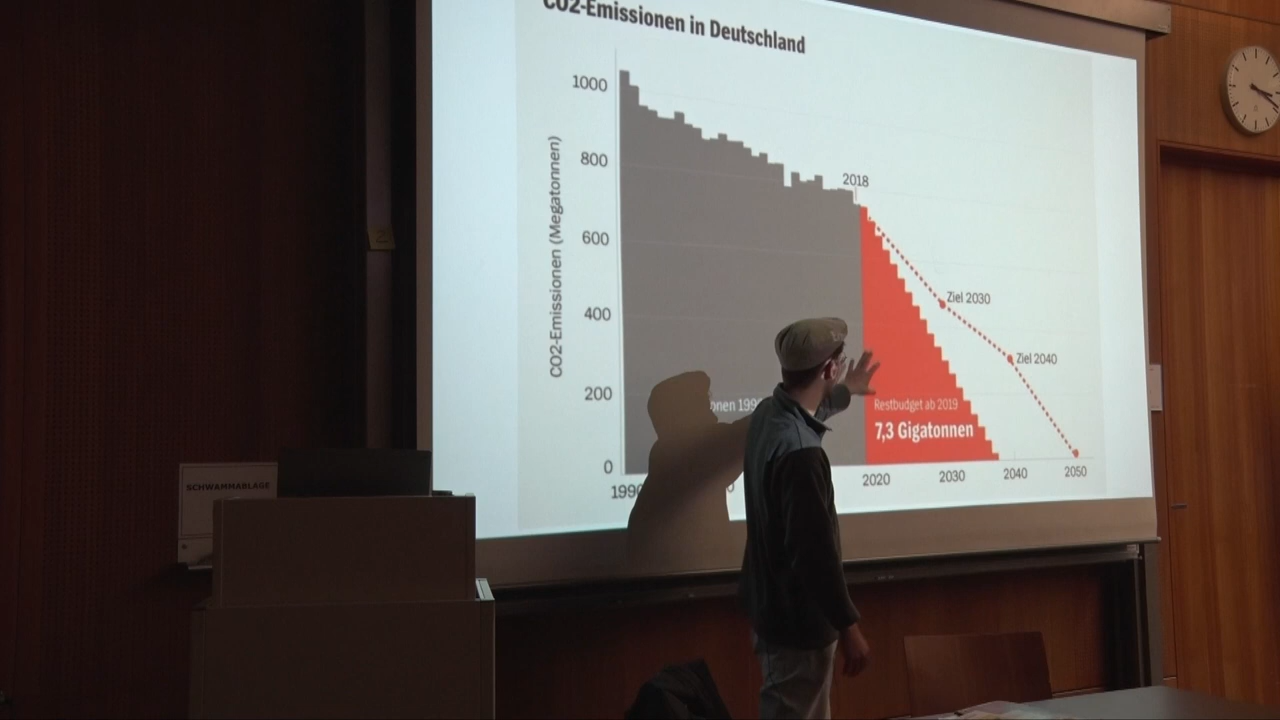 CO2-Emissionen in Deutschland
CO2-Emissionen (Megatonnen)
1000
800
600
400
200
0
2018
Ziel 2030
Ziel 2040
Restbudget ab 2019
7,3 Gigatonnen
2020
2030
2040
2050
SCHWAMMABLAGE